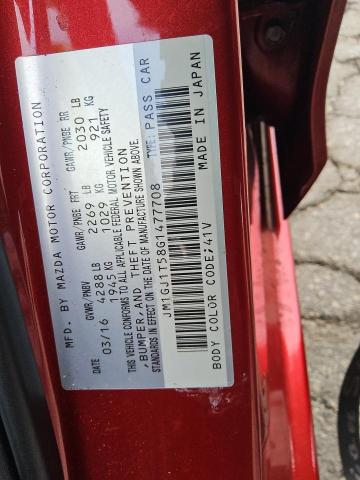 MFD. BY MAZDA MOTOR CORPORATION
GVWR/PNBV GAWR/PNBE FRT GAWR/PNBE RR
DATE
03/16 4288 LB 2269 LB 2030 LB
1945 KG 1029 KG 921 KG
THIS VEHICLE CONFORMS TO ALL APPLICABLE FEDERAL MOTOR VEHICLE SAFETY
,BUMPER,AND THEFT PREVENTION
STANDARDS IN EFFECT ON THE DATE OF MANUFACTURE SHOWN ABOVE.
JM1GJ1T58G1477708 TYPE: PASS CAR
BODY COLOR CODE:41V MADE IN JAPAN